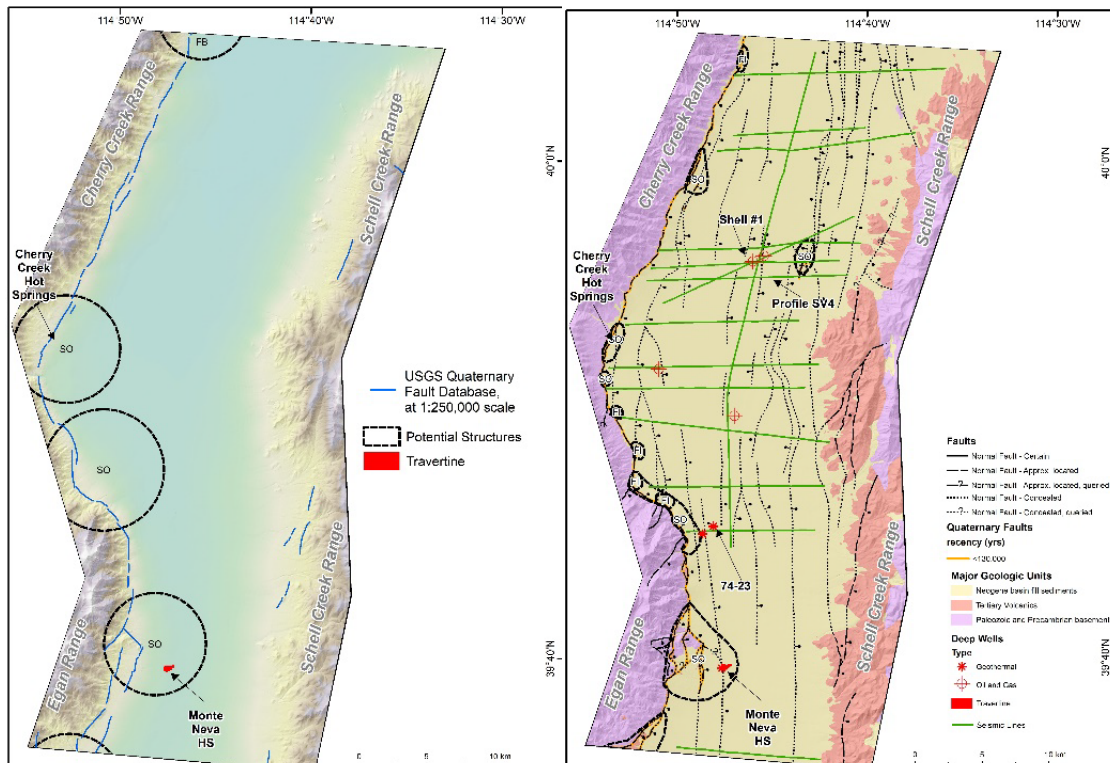 114°50'W
114°40'W
FB
Cherry Creek Range
Schell Creek Range
40°0'N
Cherry
Creek
Hot
Springs
SO
SO
SO
Egan Range
Schell Creek Range
39°40'N
Monte
Neva
HS
0
5
10 km
USGS Quaternary
Fault Database,
at 1:250,000 scale
Potential Structures
Travertine
114°50'W
114°40'W
114°30'W
FI
Cherry Creek Range
Schell Creek Range
40°0'N
SO
Shell #1
SO
Cherry
Creek
Hot
Springs
Profile SV4
SO
SO
FI
FI
FI
FI
SO
74-23
Egan Range
Schell Creek Range
39°40'N
SO
Monte
Neva
HS
0
5
10 km
Faults
Normal Fault - Certain
Normal Fault - Approx. located
Normal Fault - Approx. located, queried
Normal Fault - Concealed
Normal Fault - Concealed, queried
Quaternary Faults
recency (yrs)
Major Geologic Units
Neogene basin fill sediments
Tertiary Volcanics
Paleozoic and Precambrian basement
Deep Wells
Type
Geothermal
Oil and Gas
Travertine
Seismic Lines